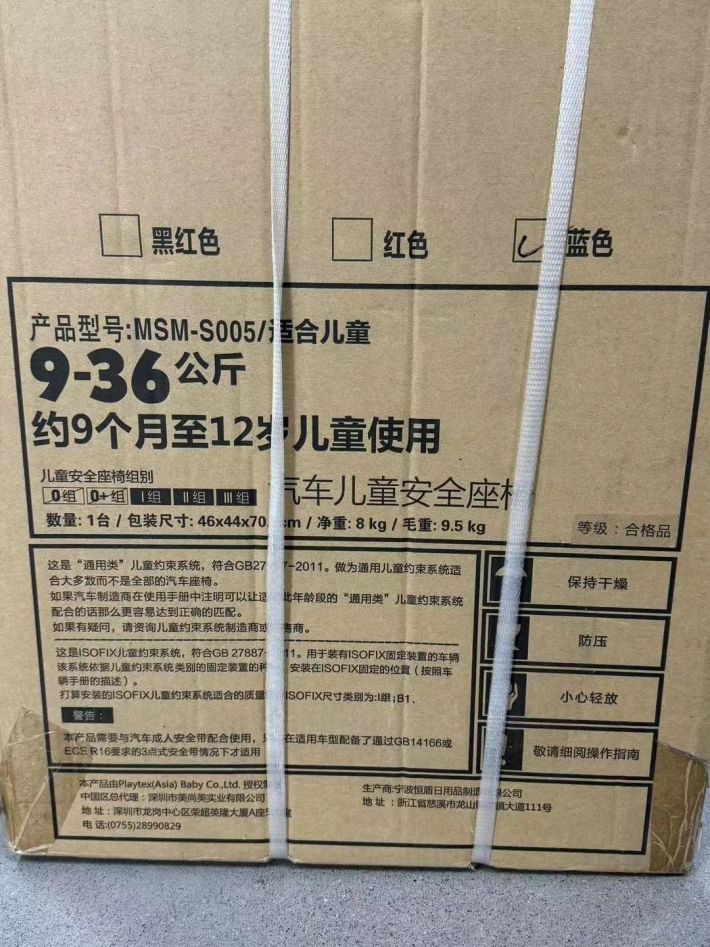 黑红色
红色
蓝色
产品型号:MSM-S005/适合儿童
9-36公斤
约9个月至12岁儿童使用
儿童安全座椅组别
0组 0+组 I组 II组 III组
汽车儿童安全座椅
数量: 1台 / 包装尺寸: 46x44x70. cm / 净重: 8 kg / 毛重: 9.5 kg
等级：合格品
这是“通用类”儿童约束系统，符合GB27 7-2011。做为通用儿童约束系统适
合大多数而不是全部的汽车座椅。
如果汽车制造商在使用手册中注明可以让适 此年龄段的“通用类”儿童约束系统
配合的话那么更容易达到正确的匹配。
如果有疑问，请资询儿童约束系统制造商或 售商。
这是ISOFIX儿童约束系统，符合GB 27887- 11。用于装有ISOFIX固定装置的车辆
该系统依据儿童约束系统类别的固定装置的种 安装在ISOFIX固定的位置（按照车
辆手册的描述）。
打算安装的ISOFIX儿童约束系统适合的质量 ISOFIX尺寸类别为:I组;B1.
警告：
本产品需要与汽车成人安全带配合使用，只 在适用车型配备了通过GB14166或
ECE R16要求的3点式安全带情况下才适用
保持干燥
防压
小心轻放
敬请细阅操作指南
本产品由Playtex(Asia) Baby Co.,Ltd. 授权制
中国区总代理：深圳市美尚美实业有限公司
地址：深圳市龙岗中心区荣超英隆大厦A座5 室
电话:(0755)28990829
生产商:宁波恒盾日用品制造 限公司
地址：浙江省慈溪市龙山 镇大道111号